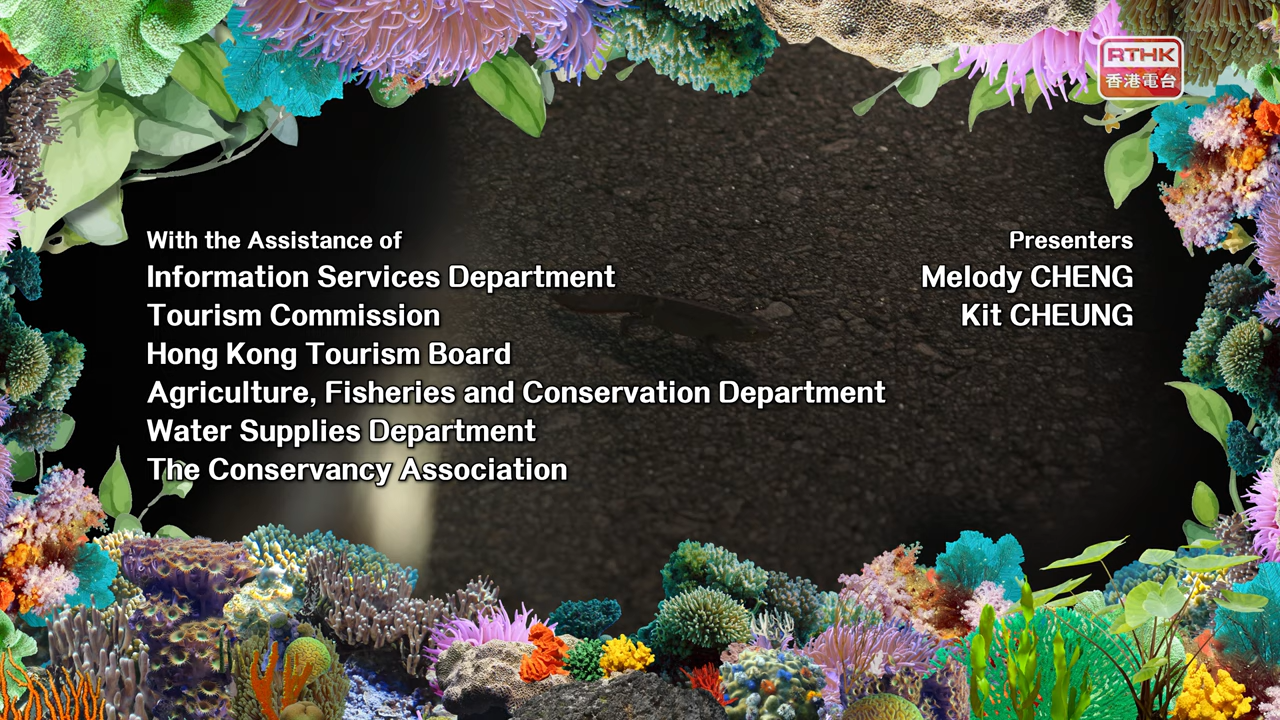 RTHK
香港電台
With the Assistance of
Information Services Department
Tourism Commission
Hong Kong Tourism Board
Agriculture, Fisheries and Conservation Department
Water Supplies Department
The Conservancy Association
Presenters
Melody CHENG
Kit CHEUNG